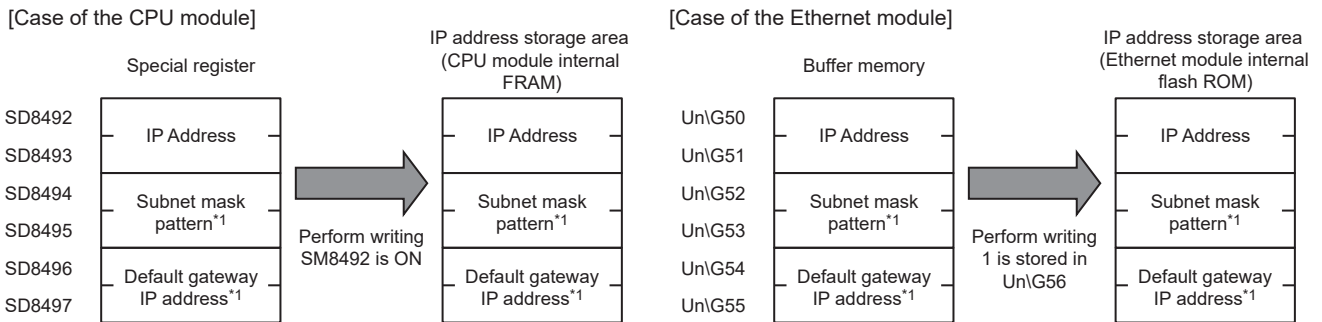 [Case of the CPU module]
Special register
IP address storage area
(CPU module internal
FRAM)
SD8492
SD8493
SD8494
SD8495
SD8496
SD8497
IP Address
Subnet mask
pattern*1
Default gateway
IP address*1
Perform writing
SM8492 is ON
IP Address
Subnet mask
pattern*1
Default gateway
IP address*1
[Case of the Ethernet module]
Buffer memory
IP address storage area
(Ethernet module internal
flash ROM)
Un\G50
Un\G51
Un\G52
Un\G53
Un\G54
Un\G55
IP Address
Subnet mask
pattern*1
Default gateway
IP address*1
Perform writing
1 is stored in
Un\G56
IP Address
Subnet mask
pattern*1
Default gateway
IP address*1